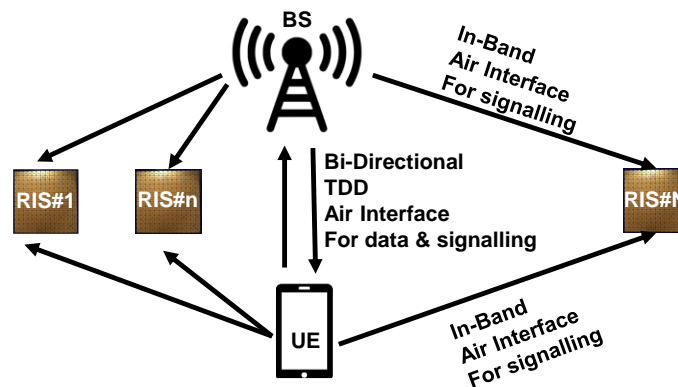 BS
In-Band
Air Interface
For signalling
RIS#1
RIS#n
Bi-Directional
TDD
Air Interface
For data & signalling
RIS#N
UE
In-Band
Air Interface
For signalling